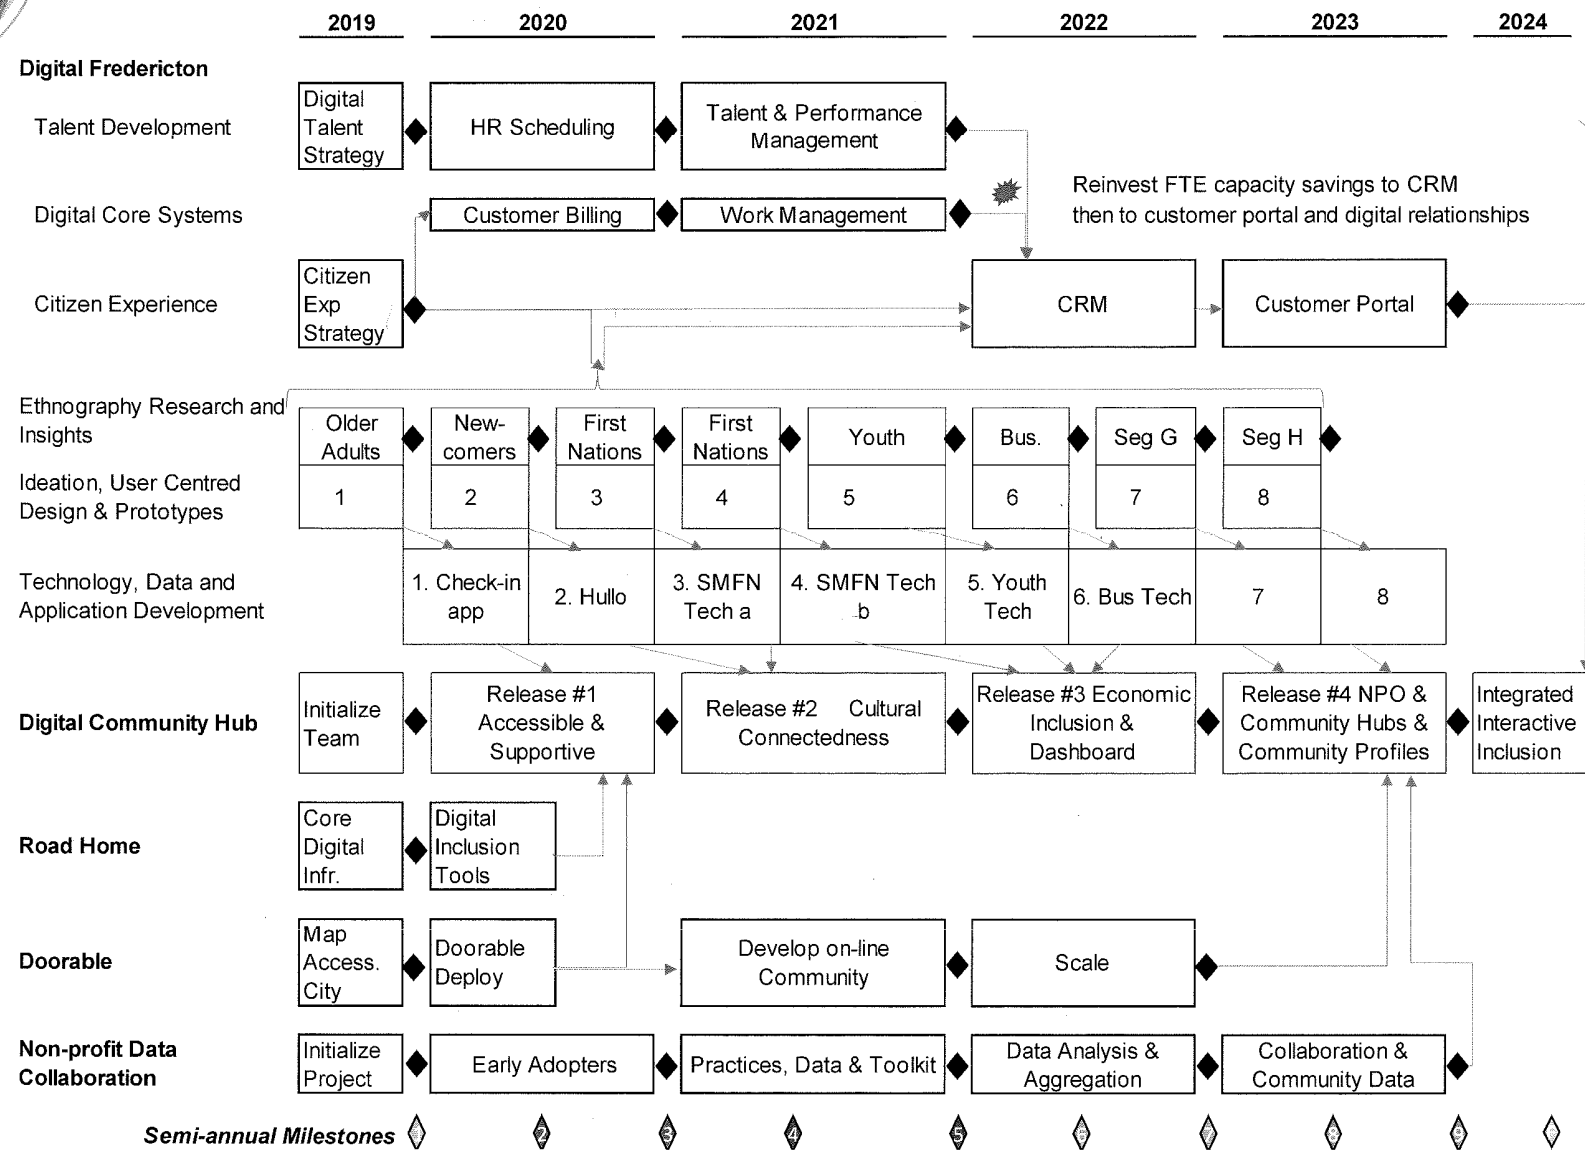 2019 2020 2021 2022 2023 2024
Digital Fredericton
Talent Development
Digital
Talent
Strategy
HR Scheduling
Talent & Performance
Management
Reinvest FTE capacity savings to CRM
then to customer portal and digital relationships
Digital Core Systems
Customer Billing
Work Management
Citizen Experience
Citizen
Exp
Strategy
CRM
Customer Portal
Ethnography Research and
Insights
Older
Adults
New-
comers
First
Nations
First
Nations
Youth
Bus.
Seg G
Seg H
Ideation, User Centred
Design & Prototypes
1
2
3
4
5
6
7
8
Technology, Data and
Application Development
1. Check-in
app
2. Hullo
3. SMFN
Tech a
4. SMFN Tech
b
5. Youth
Tech
6. Bus Tech
7
8
Digital Community Hub
Initialize
Team
Release #1
Accessible &
Supportive
Release #2 Cultural
Connectedness
Release #3 Economic
Inclusion &
Dashboard
Release #4 NPO &
Community Hubs &
Community Profiles
Integrated
Interactive
Inclusion
Road Home
Core
Digital
Infr.
Digital
Inclusion
Tools
Doorable
Map
Access.
City
Doorable
Deploy
Develop on-line
Community
Scale
Non-profit Data
Collaboration
Initialize
Project
Early Adopters
Practices, Data & Toolkit
Data Analysis &
Aggregation
Collaboration &
Community Data
Semi-annual Milestones 2 3 4 5 6 7 8 9